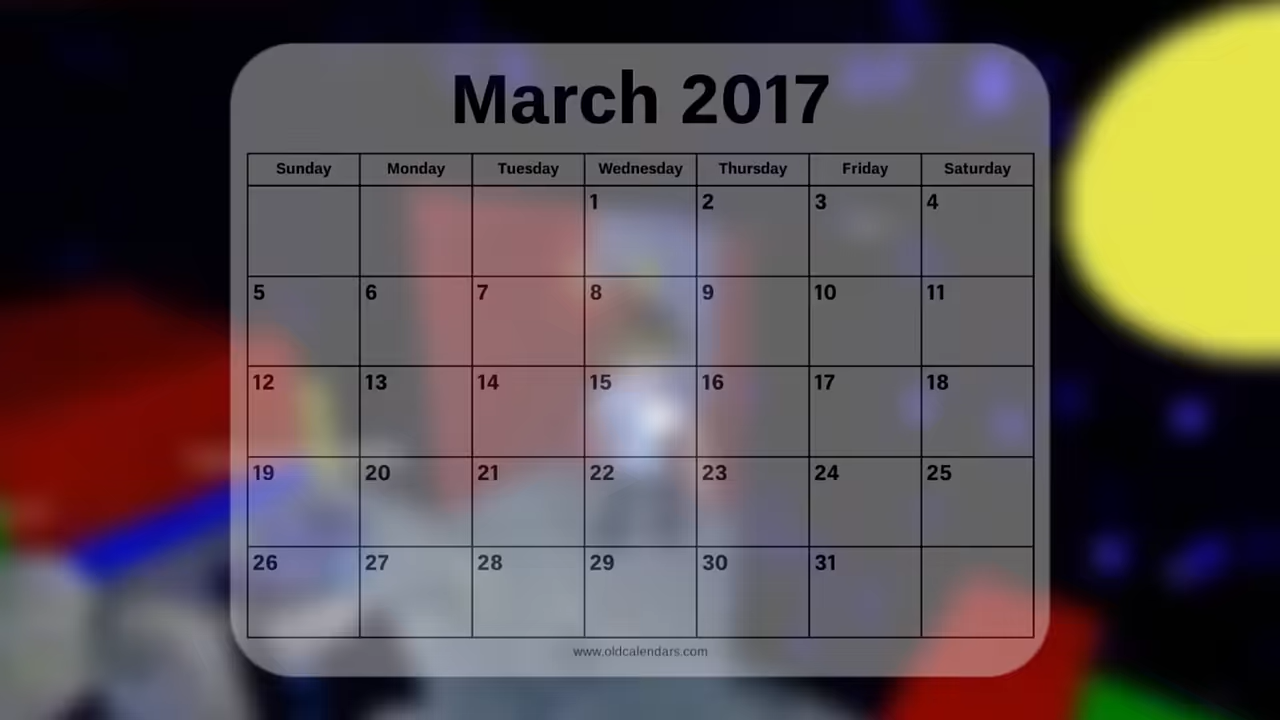 March 2017
Sunday Monday Tuesday Wednesday Thursday Friday Saturday
1 2 3 4
5 6 7 8 9 10 11
12 13 14 15 16 17 18
19 20 21 22 23 24 25
26 27 28 29 30 31
www.oldcalendars.com